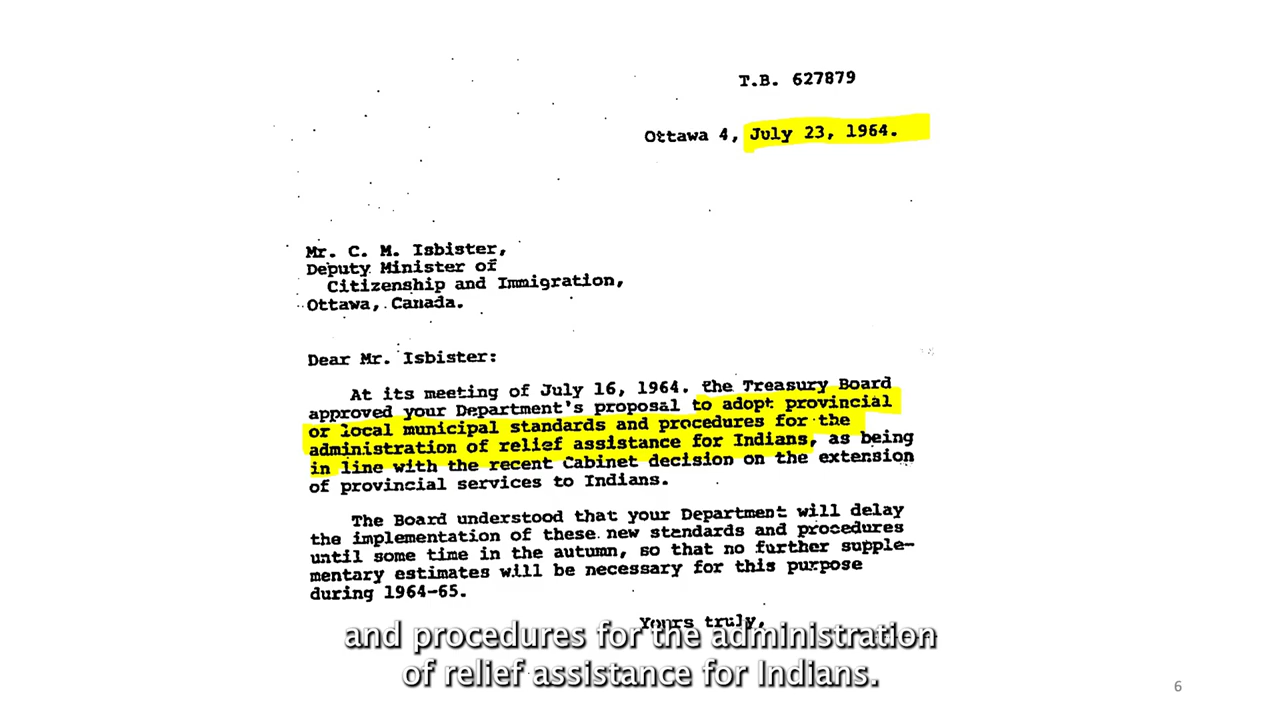 T.B. 627879
Ottawa 4, July 23, 1964.
Mr. C. M. Isbister,
Deputy Minister of
Citizenship and Immigration,
Ottawa, Canada.
Dear Mr. Isbister:
At its meeting of July 16, 1964. the Treasury Board
approved your Department's proposal to adopt provincial
or local municipal standards and procedures for the
administration of relief assistance for Indians, as being
in line with the recent Cabinet decision on the extension
of provincial services to Indians.
The Board understood that your Department will delay
the implementation of these new standards and procedures
until some time in the autumn, so that no further supple-
mentary estimates will be necessary for this purpose
during 1964-65.
Yours truly,
and procedures for the administration
of relief assistance for Indians.
6